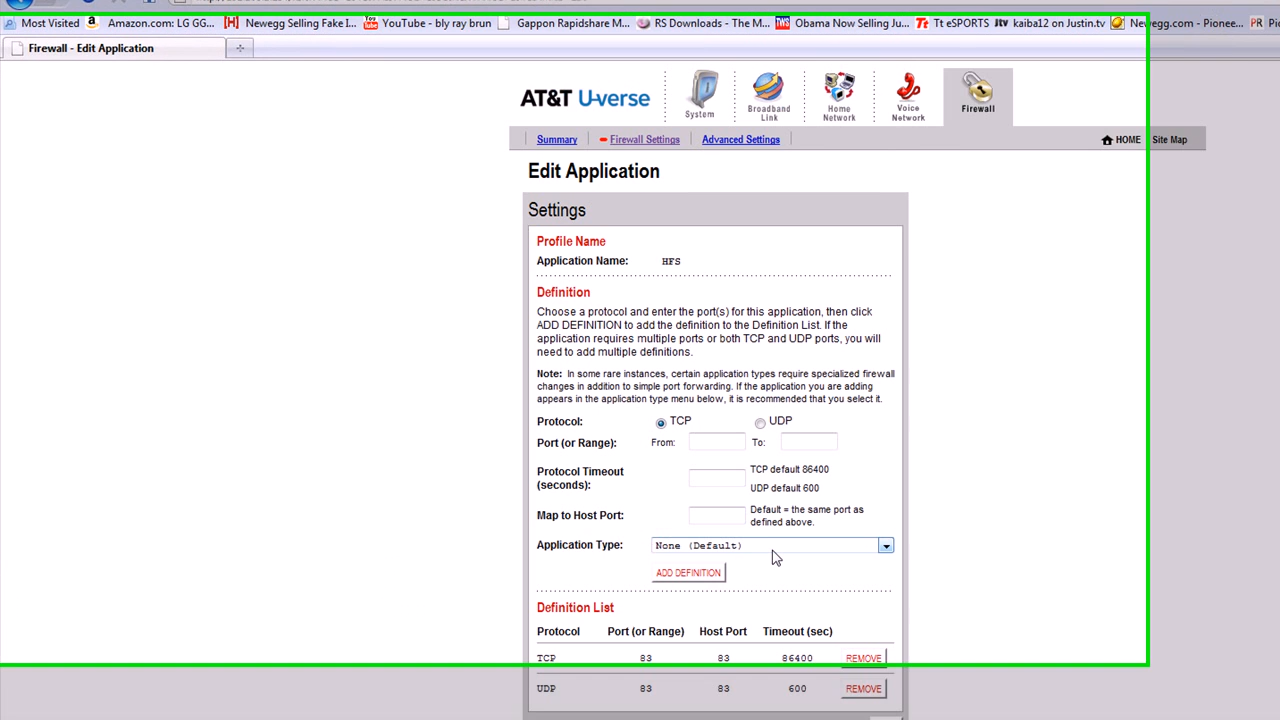 Most Visited Amazon.com: LG GG... Newegg Selling Fake I... YouTube - bly ray brun Gappon Rapidshare M... RS Downloads - The M... Obama Now Selling Ju... Tt eSPORTS kaiba12 on Justin.tv Newegg.com - Pionee...
Firewall - Edit Application
AT&T U-verse
System
Broadband Link
Home Network
Voice Network
Firewall
Summary Firewall Settings Advanced Settings HOME Site Map
Edit Application
Settings
Profile Name
Application Name: HFS
Definition
Choose a protocol and enter the port(s) for this application, then click
ADD DEFINITION to add the definition to the Definition List. If the
application requires multiple ports or both TCP and UDP ports, you will
need to add multiple definitions.
Note: In some rare instances, certain application types require specialized firewall
changes in addition to simple port forwarding. If the application you are adding
appears in the application type menu below, it is recommended that you select it.
Protocol: TCP UDP
Port (or Range): From: To:
Protocol Timeout (seconds): TCP default 86400
UDP default 600
Map to Host Port: Default = the same port as
defined above.
Application Type: None (Default)
ADD DEFINITION
Definition List
Protocol Port (or Range) Host Port Timeout (sec)
TCP 83 83 86400 REMOVE
UDP 83 83 600 REMOVE